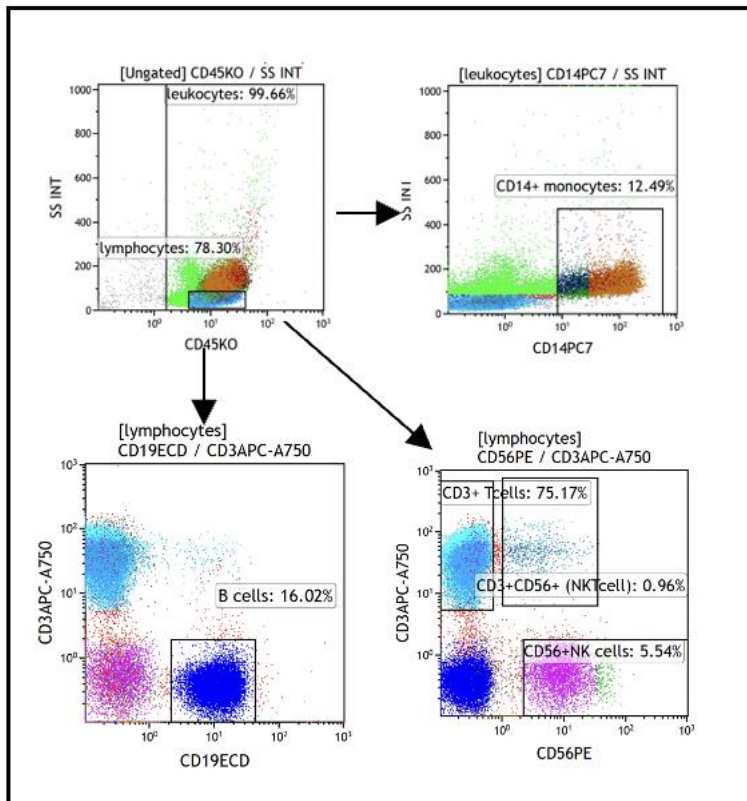 [Ungated] CD45KO / SS INT
leukocytes: 99.66%
1000
800
600
400
200
0
SS INT
lymphocytes: 78.30%
10⁰ 10¹ 10² 10³
CD45KO
[leukocytes] CD14PC7 / SS INT
1000
800
600
400
200
0
SS INT
CD14+ monocytes: 12.49%
10⁰ 10¹ 10² 10³
CD14PC7
[lymphocytes]
CD19ECD / CD3APC-A750
10³
10²
10¹
10⁰
CD3APC-A750
B cells: 16.02%
10⁰ 10¹ 10² 10³
CD19ECD
[lymphocytes]
CD56PE / CD3APC-A750
10³
10²
10¹
10⁰
CD3APC-A750
CD3+ Tcells: 75.17%
CD3+CD56+ (NKTcell): 0.96%
CD56+NK cells: 5.54%
10⁰ 10¹ 10² 10³
CD56PE